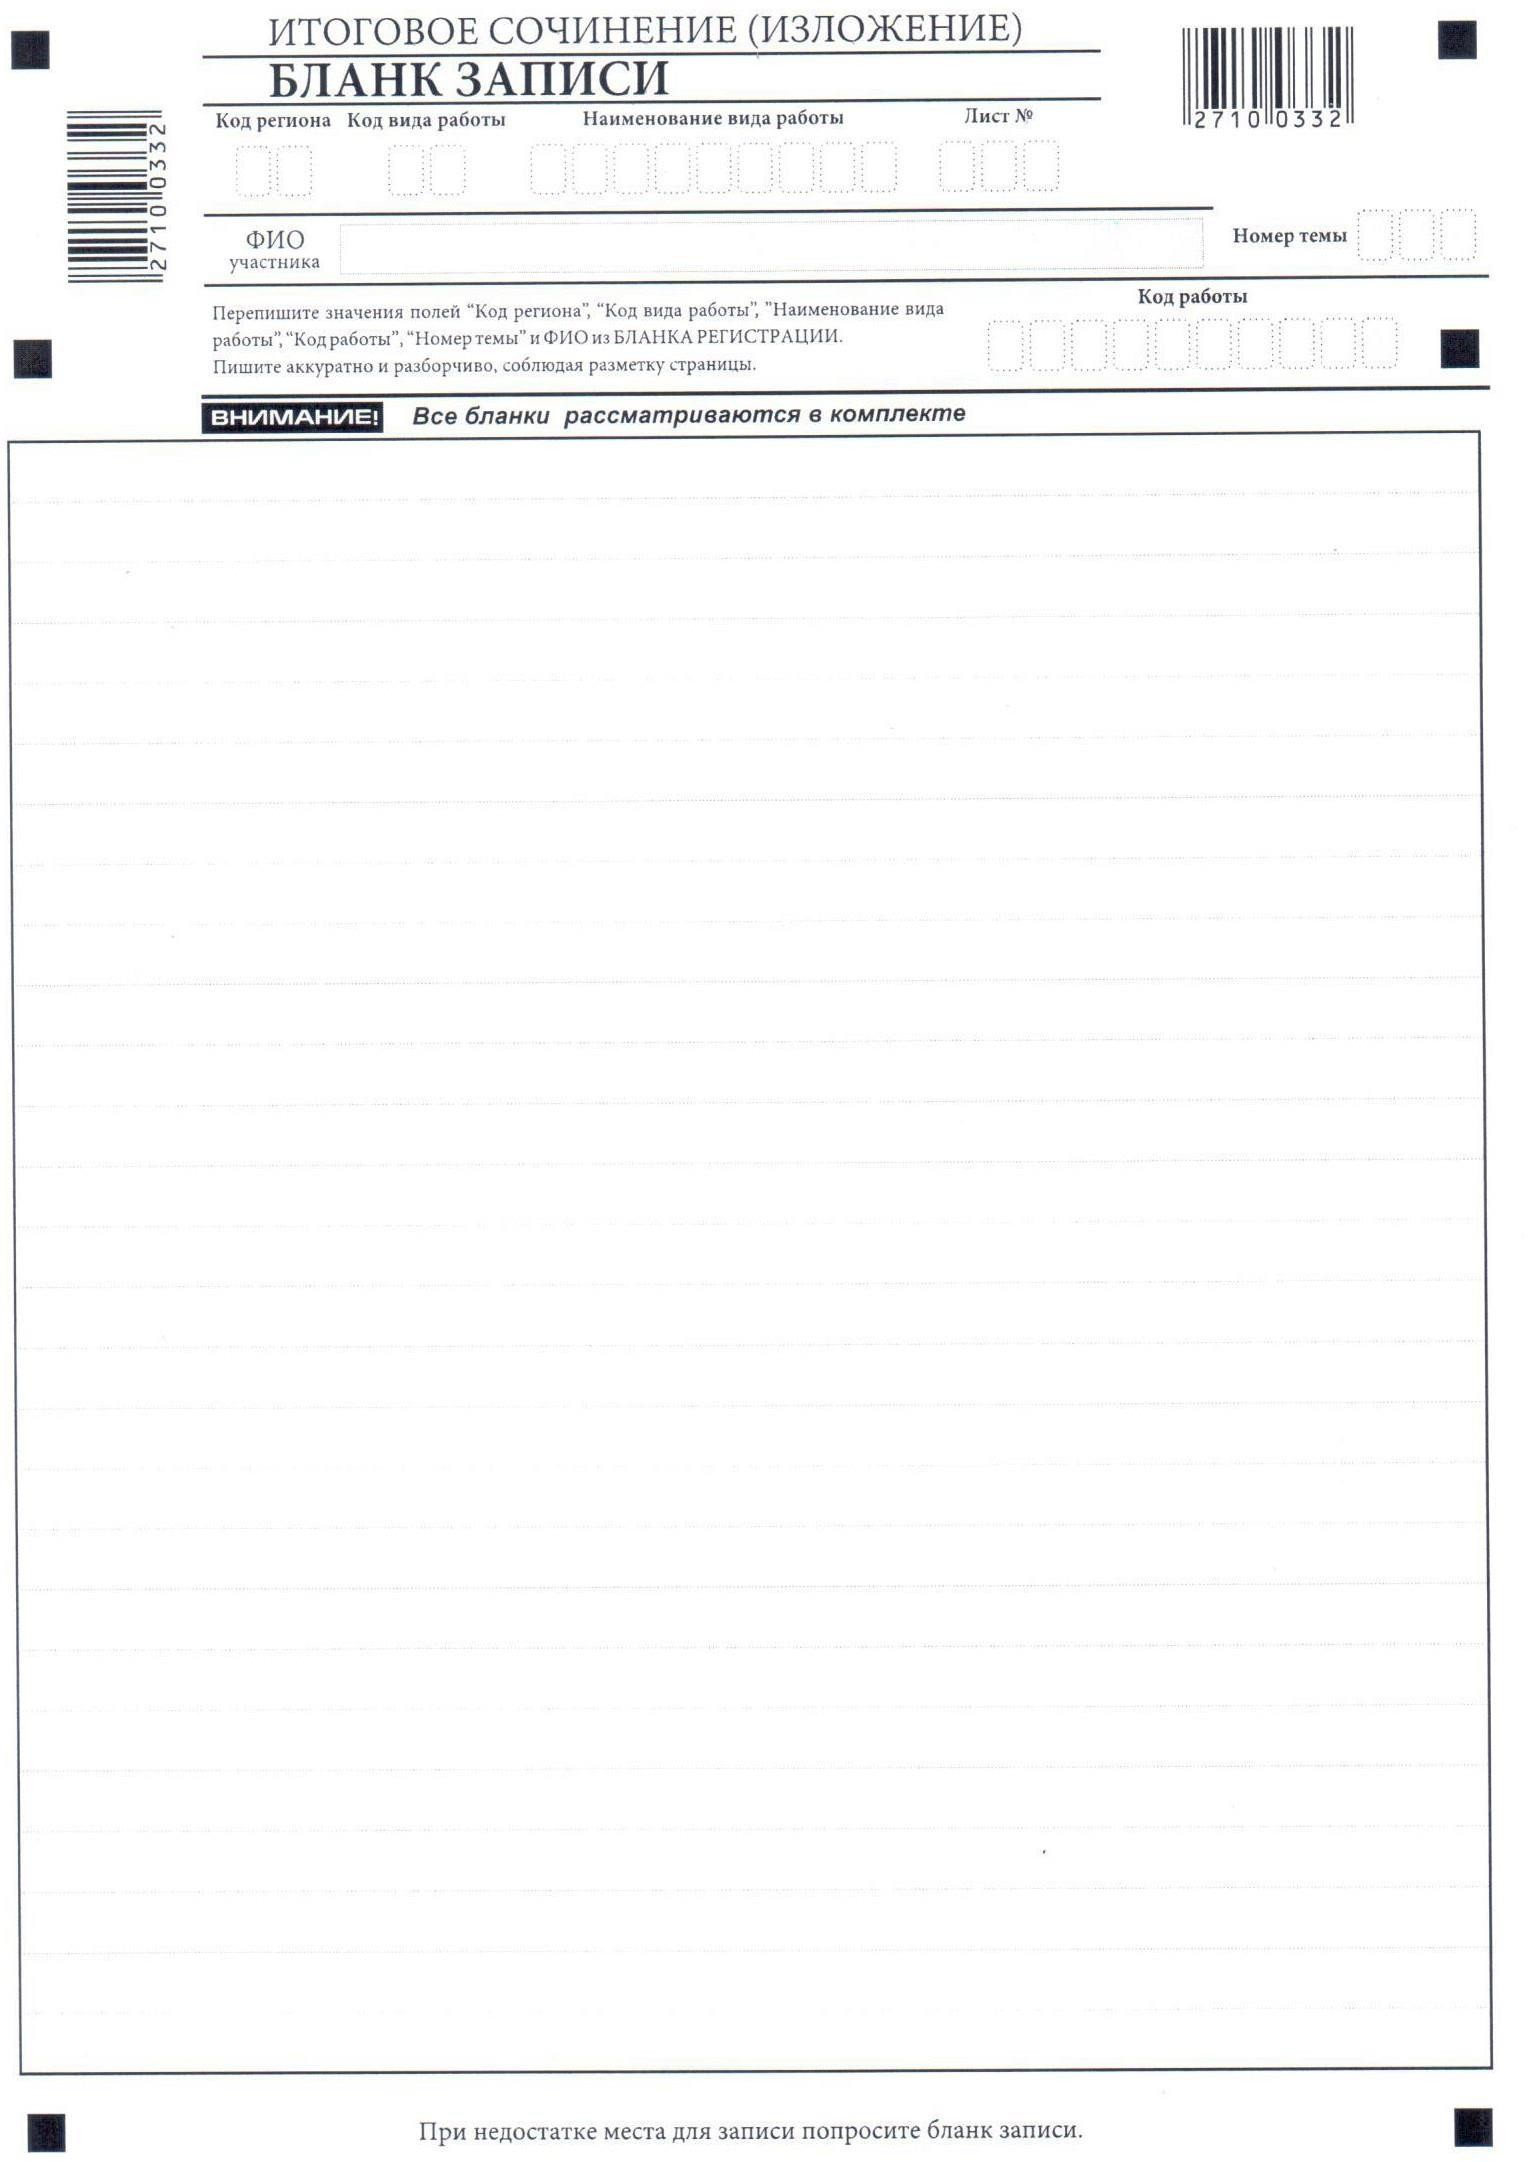 ИТОГОВОЕ СОЧИНЕНИЕ (ИЗЛОЖЕНИЕ)
БЛАНК ЗАПИСИ
2710 0332
2710 0332
Код региона Код вида работы Наименование вида работы Лист №
ФИО
участника
Номер темы
Код работы
Перепишите значения полей “Код региона”, “Код вида работы”, ”Наименование вида
работы”, “Код работы”, “Номер темы” и ФИО из БЛАНКА РЕГИСТРАЦИИ.
Пишите аккуратно и разборчиво, соблюдая разметку страницы.
ВНИМАНИЕ! Все бланки рассматриваются в комплекте
При недостатке места для записи попросите бланк записи.